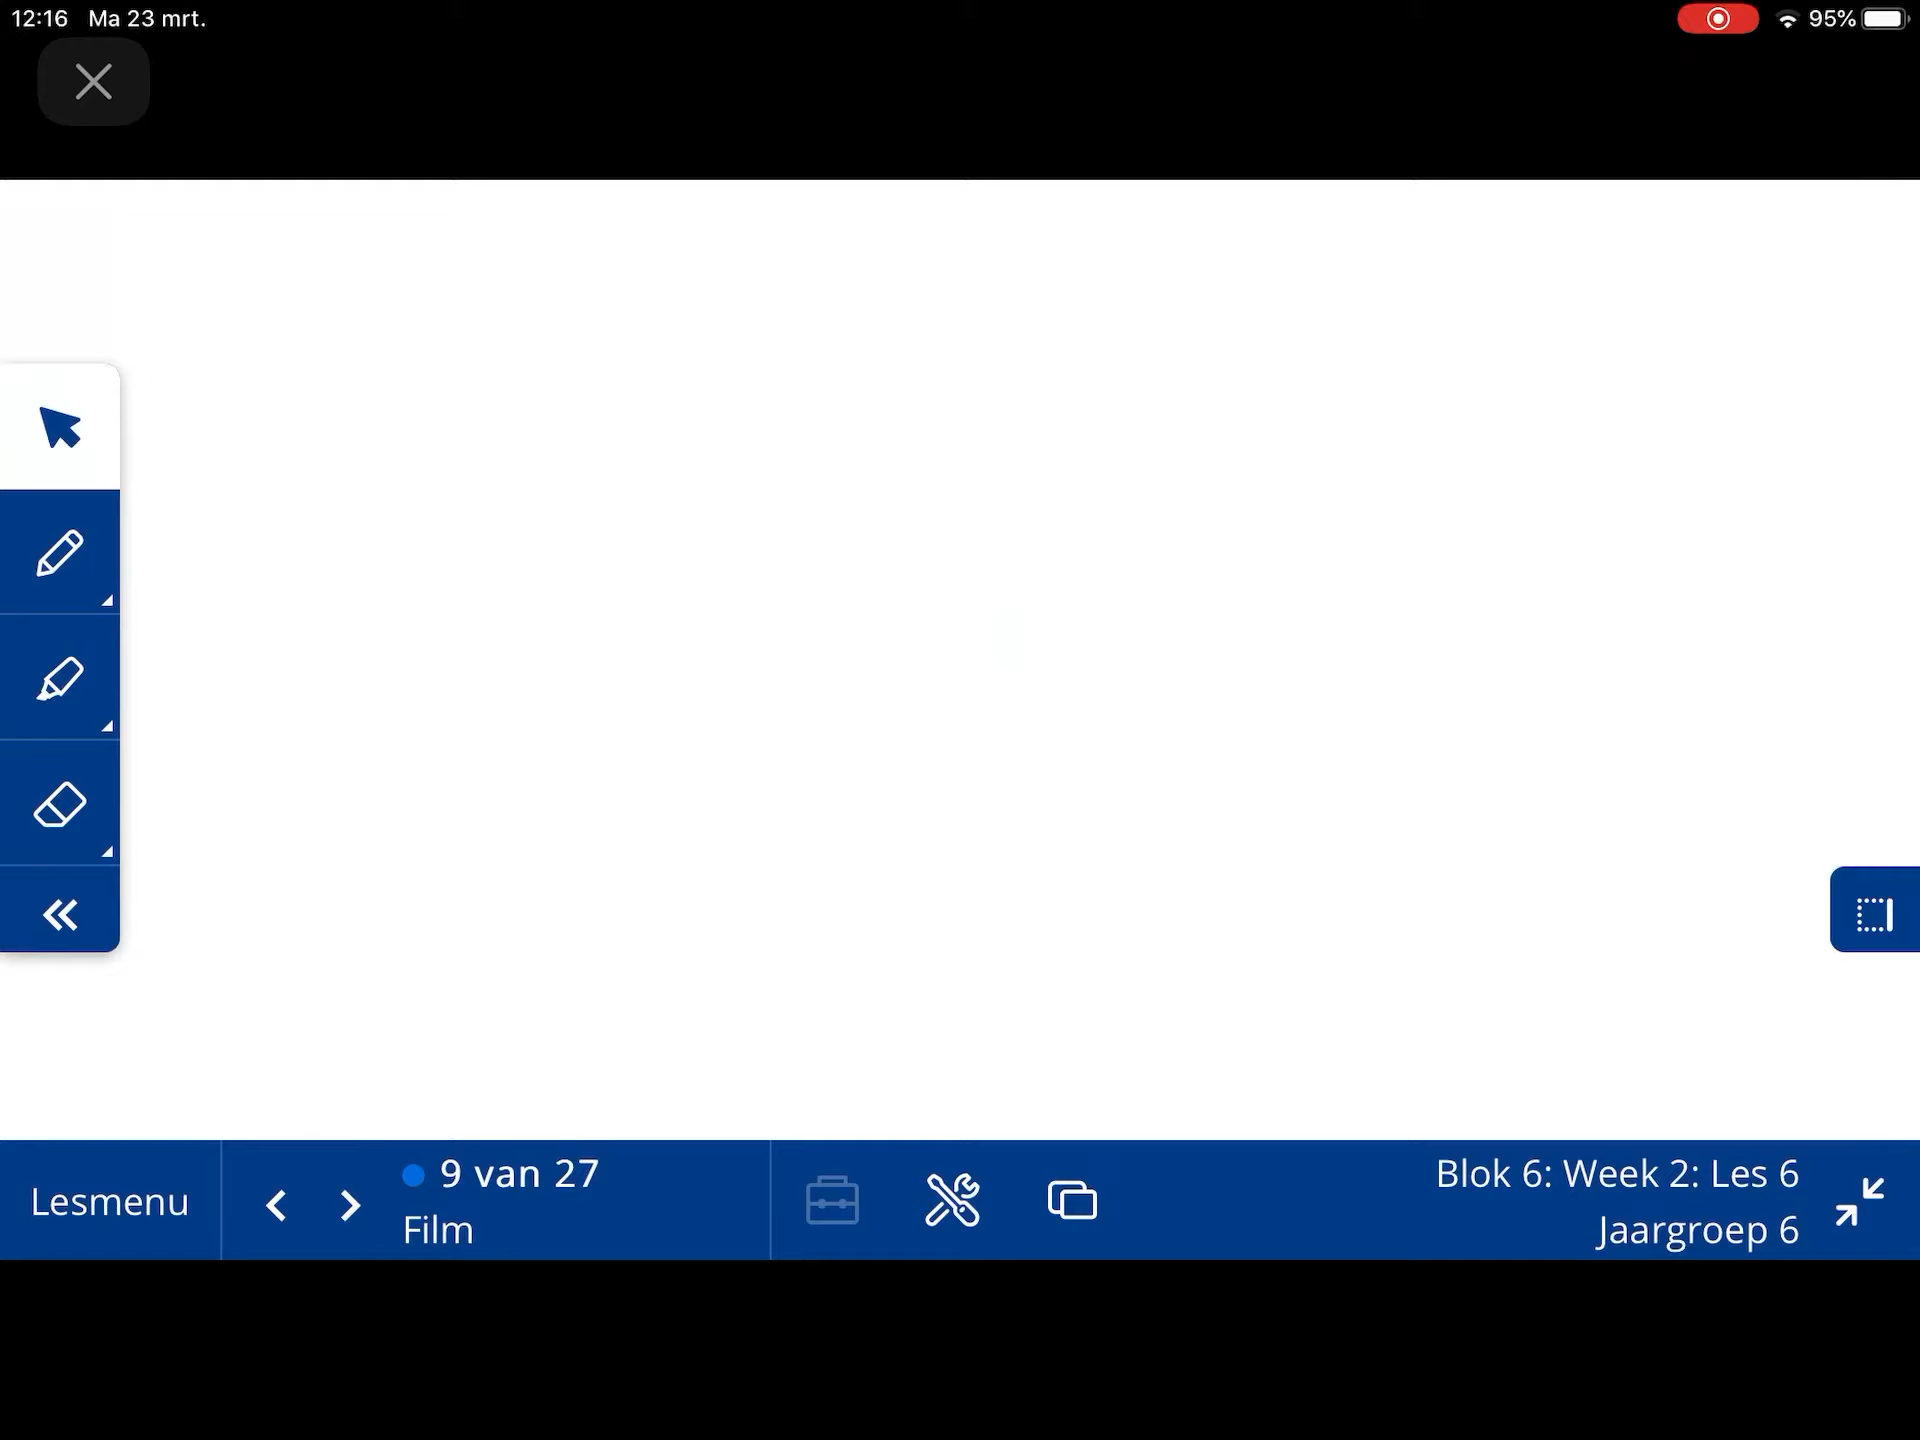 12:16 Ma 23 mrt.
95%
Lesmenu
9 van 27
Film
Blok 6: Week 2: Les 6
Jaargroep 6